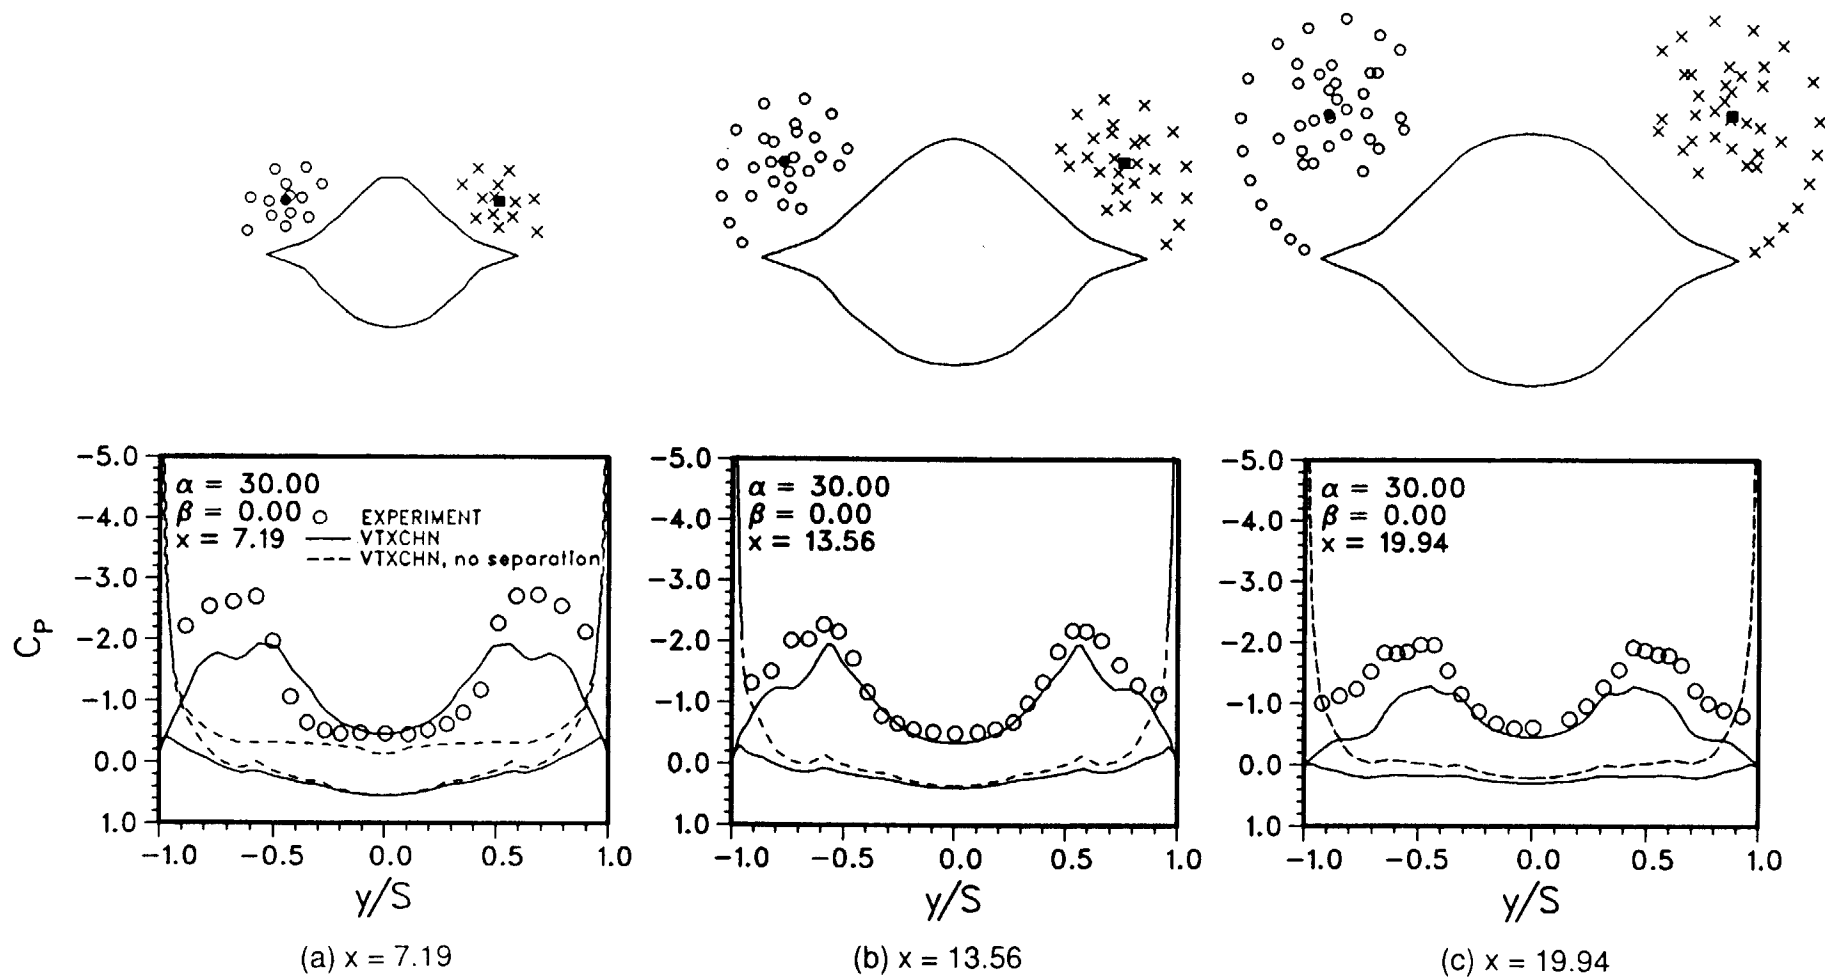 -5.0
-4.0
-3.0
-2.0
-1.0
0.0
1.0
CP
α = 30.00
β = 0.00
x = 7.19
EXPERIMENT
VTXCHN
VTXCHN, no separation
-1.0 -0.5 0.0 0.5 1.0
y/S
(a) x = 7.19
-5.0
-4.0
-3.0
-2.0
-1.0
0.0
1.0
α = 30.00
β = 0.00
x = 13.56
-1.0 -0.5 0.0 0.5 1.0
y/S
(b) x = 13.56
-5.0
-4.0
-3.0
-2.0
-1.0
0.0
1.0
α = 30.00
β = 0.00
x = 19.94
-1.0 -0.5 0.0 0.5 1.0
y/S
(c) x = 19.94